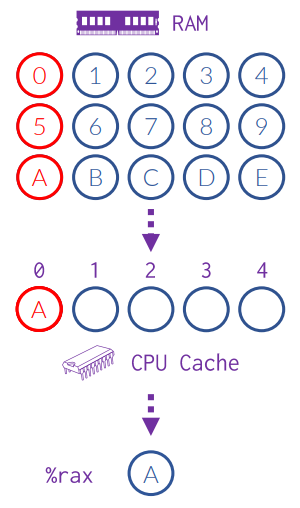 RAM
0 1 2 3 4
5 6 7 8 9
A B C D E
0 1 2 3 4
A
CPU Cache
%rax A